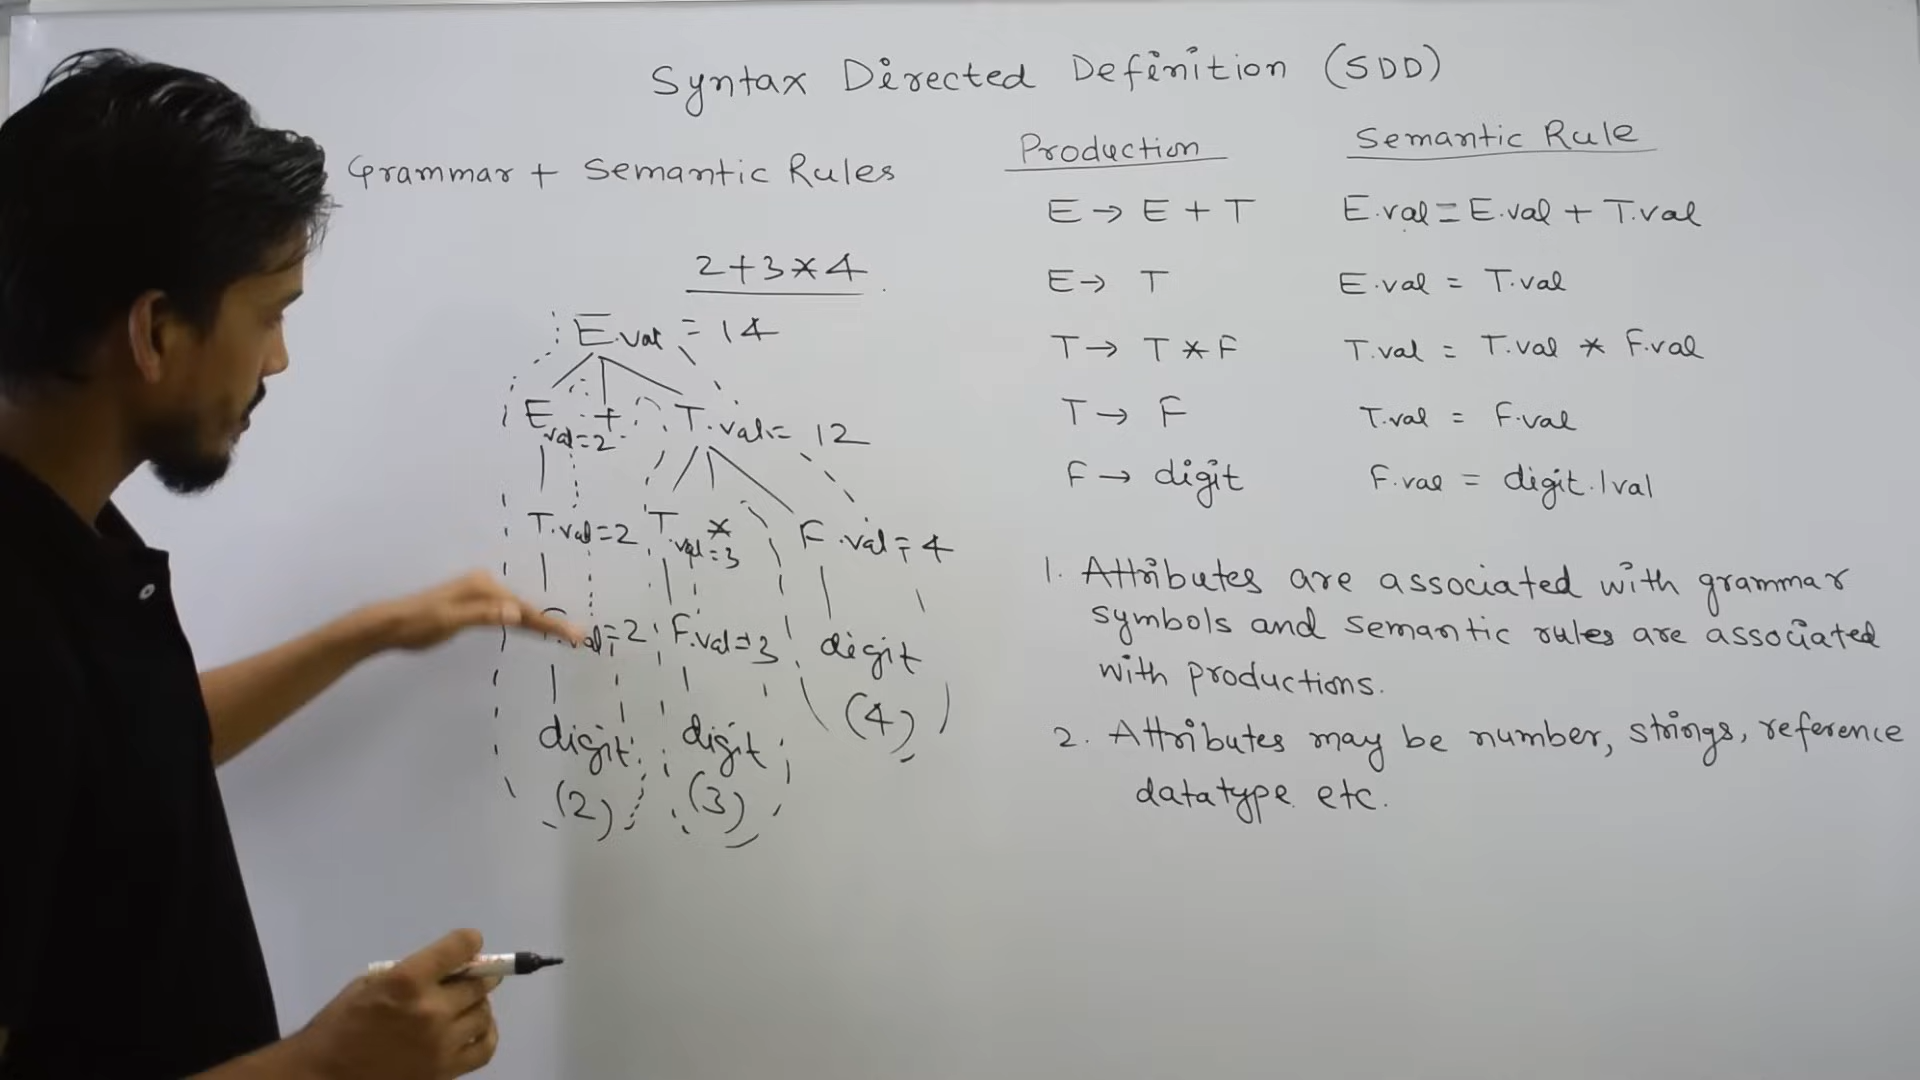 Syntax Directed Definition (SDD)
Grammar + Semantic Rules
2+3*4
E.val = 14
E + T.val = 12
val=2
T.val=2 T * F.val = 4
.val=3
val=2 F.val=3 digit
(4)
digit digit
(2) (3)
Production Semantic Rule
E → E + T E.val = E.val + T.val
E → T E.val = T.val
T → T * F T.val = T.val * F.val
T → F T.val = F.val
F → digit F.val = digit.lval
1. Attributes are associated with grammar
symbols and semantic rules are associated
with productions.
2. Attributes may be number, strings, reference
datatype etc.